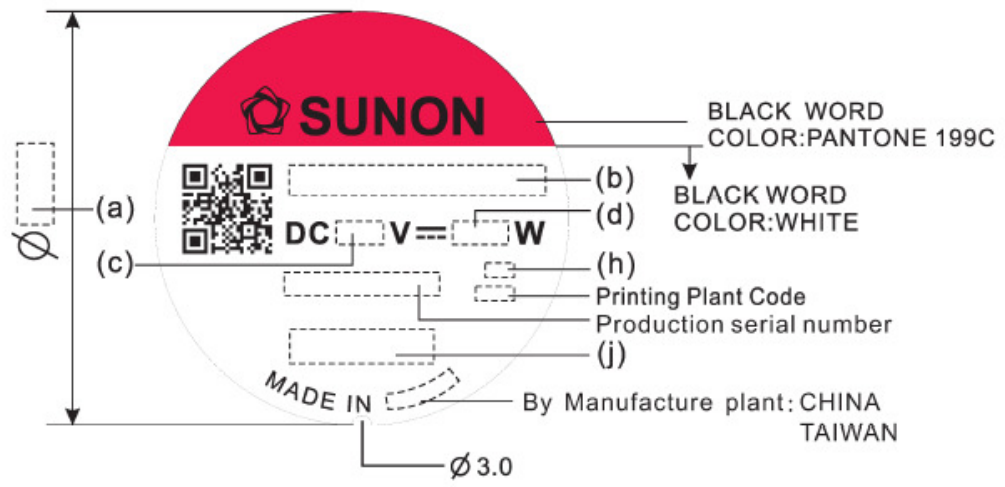 SUNON
BLACK WORD
COLOR:PANTONE 199C
(b)
BLACK WORD
COLOR:WHITE
(a)
(d)
DC V W
(c)
(h)
Printing Plant Code
Production serial number
(j)
MADE IN
By Manufacture plant: CHINA
TAIWAN
Ø
Ø 3.0